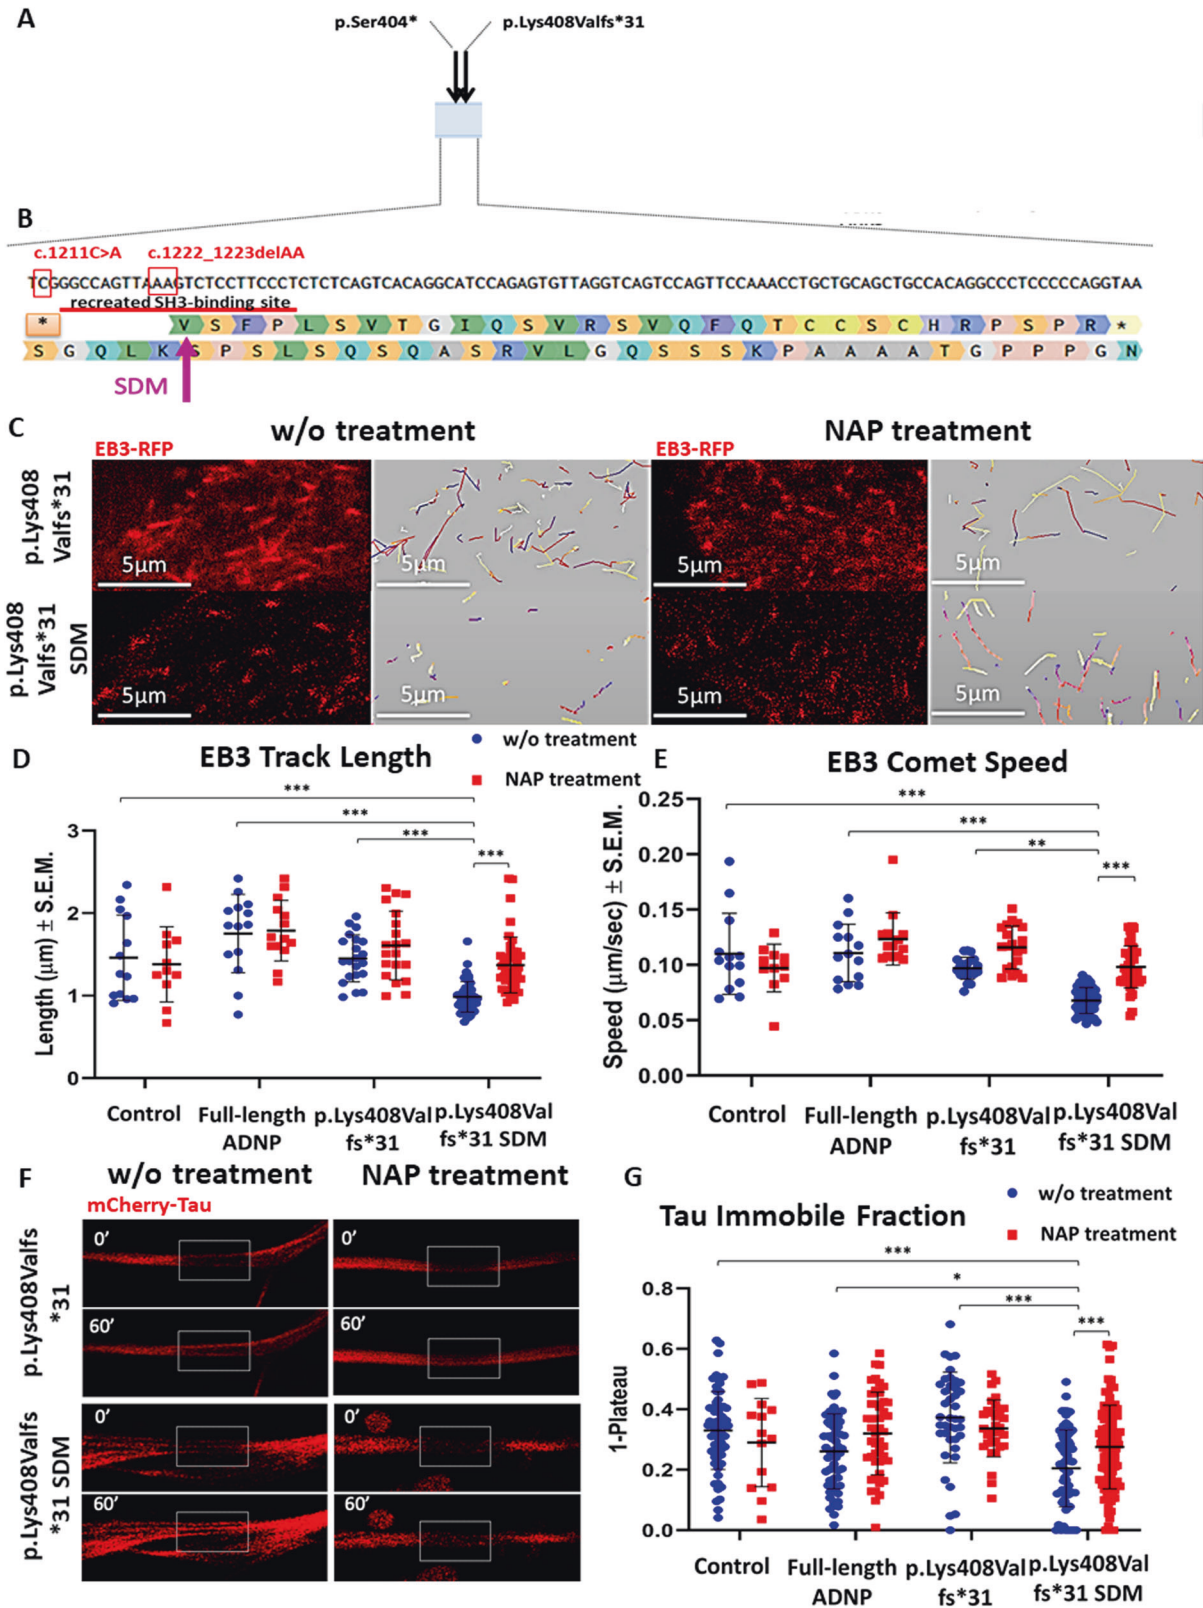 A
p.Ser404*
p.Lys408Valfs*31
B
c.1211C>A
c.1222_1223delAA
TCGGGCCAGTTAAAGTCTCCTTCCCTCTCTCAGTCACAGGCATCCAGAGTGTTAGGTCAGTCCAGTTCCAAACCTGCTGCAGCTGCCACAGGCCCTCCCCCAGGTAA
recreated SH3-binding site
* V S F P L S V T G I Q S V R S V Q F Q T C C S C H R P S P R *
S G Q L K S P S L S Q S Q A S R V L G Q S S S K P A A A A T G P P P G N
SDM
C
w/o treatment
NAP treatment
EB3-RFP
EB3-RFP
p.Lys408
Valfs*31
5μm
5μm
5μm
5μm
p.Lys408
Valfs*31
SDM
5μm
5μm
5μm
5μm
D
EB3 Track Length
w/o treatment
NAP treatment
***
***
***
***
Length (μm) ± S.E.M.
3
2
1
0
Control
Full-length
ADNP
p.Lys408Val
fs*31
p.Lys408Val
fs*31 SDM
E
EB3 Comet Speed
***
***
**
***
Speed (μm/sec) ± S.E.M.
0.25
0.20
0.15
0.10
0.05
0.00
Control
Full-length
ADNP
p.Lys408Val
fs*31
p.Lys408Val
fs*31 SDM
F
w/o treatment
NAP treatment
mCherry-Tau
p.Lys408Valfs
*31
0’
0’
60’
60’
p.Lys408Valfs
*31 SDM
0’
0’
60’
60’
G
w/o treatment
NAP treatment
Tau Immobile Fraction
***
*
***
***
1-Plateau
0.8
0.6
0.4
0.2
0.0
Control
Full-length
ADNP
p.Lys408Val
fs*31
p.Lys408Val
fs*31 SDM